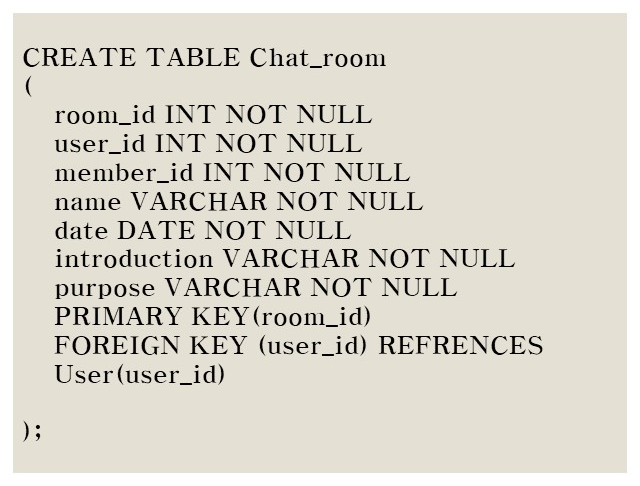 CREATE TABLE Chat_room
(
room_id INT NOT NULL
user_id INT NOT NULL
member_id INT NOT NULL
name VARCHAR NOT NULL
date DATE NOT NULL
introduction VARCHAR NOT NULL
purpose VARCHAR NOT NULL
PRIMARY KEY(room_id)
FOREIGN KEY (user_id) REFRENCES
User(user_id)
);